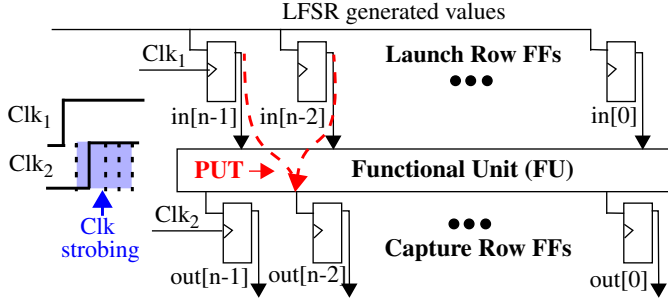 LFSR generated values
Clk1
Launch Row FFs
in[n-1]
in[n-2]
in[0]
Clk1
Clk2
PUT
Functional Unit (FU)
Clk
strobing
Clk2
Capture Row FFs
out[n-1]
out[n-2]
out[0]